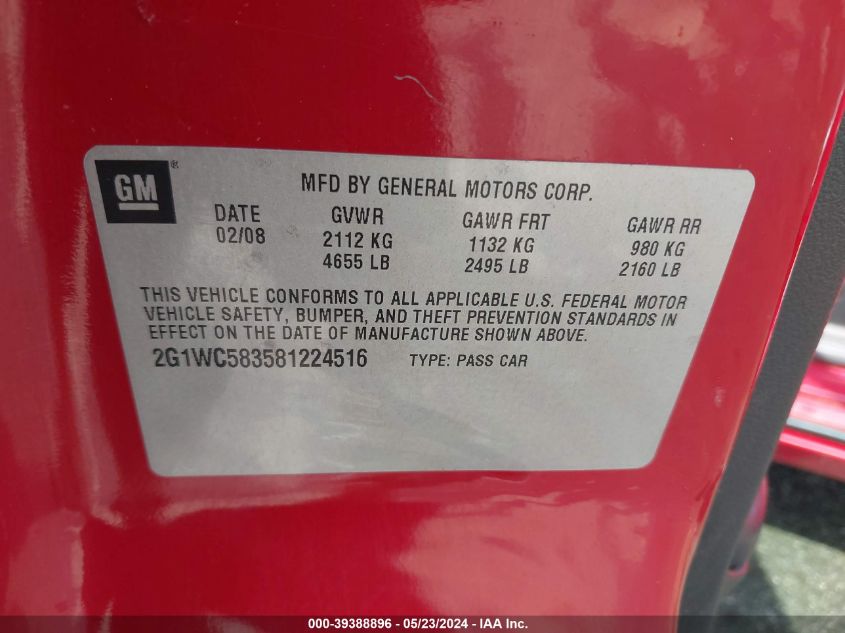 GM®
MFD BY GENERAL MOTORS CORP.
DATE GVWR GAWR FRT GAWR RR
02/08 2112 KG 1132 KG 980 KG
4655 LB 2495 LB 2160 LB
THIS VEHICLE CONFORMS TO ALL APPLICABLE U.S. FEDERAL MOTOR
VEHICLE SAFETY, BUMPER, AND THEFT PREVENTION STANDARDS IN
EFFECT ON THE DATE OF MANUFACTURE SHOWN ABOVE.
2G1WC583581224516 TYPE: PASS CAR
000-39388896 - 05/23/2024 - IAA Inc.